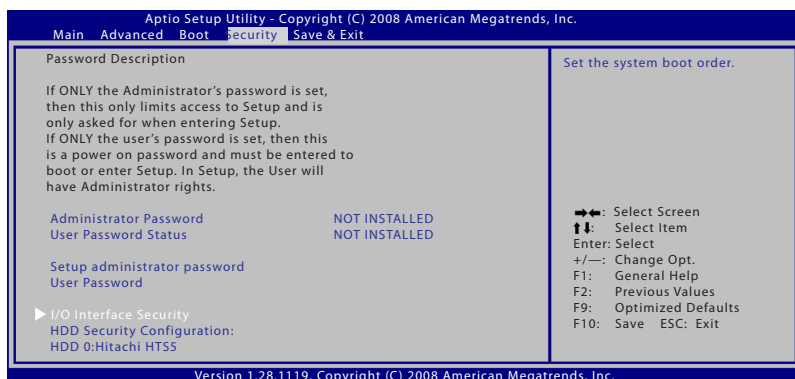 Aptio Setup Utility - Copyright (C) 2008 American Megatrends, Inc.
Main Advanced Boot Security Save & Exit
Password Description
If ONLY the Administrator's password is set,
then this only limits access to Setup and is
only asked for when entering Setup.
If ONLY the user's password is set, then this
is a power on password and must be entered to
boot or enter Setup. In Setup, the User will
have Administrator rights.
Administrator Password NOT INSTALLED
User Password Status NOT INSTALLED
Setup administrator password
User Password
I/O Interface Security
HDD Security Configuration:
HDD 0:Hitachi HTS5
Set the system boot order.
→←: Select Screen
↑↓: Select Item
Enter: Select
+/—: Change Opt.
F1: General Help
F2: Previous Values
F9: Optimized Defaults
F10: Save ESC: Exit
Version 1.28.1119. Copyright (C) 2008 American Megatrends, Inc.